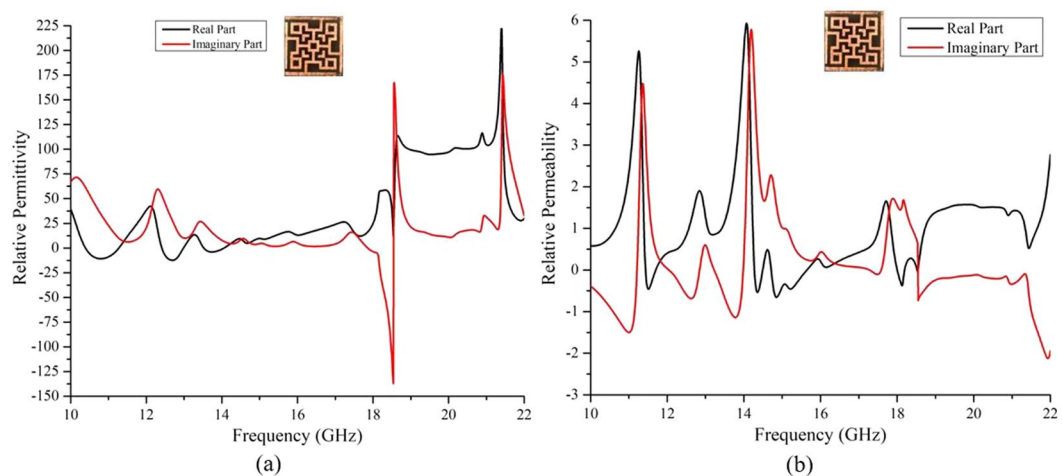 225
200
175
150
125
100
75
50
25
0
-25
-50
-75
-100
-125
-150
Relative Permittivity
Real Part
Imaginary Part
10 12 14 16 18 20 22
Frequency (GHz)
(a)
6
5
4
3
2
1
0
-1
-2
-3
Relative Permeability
Real Part
Imaginary Part
10 12 14 16 18 20 22
Frequency (GHz)
(b)